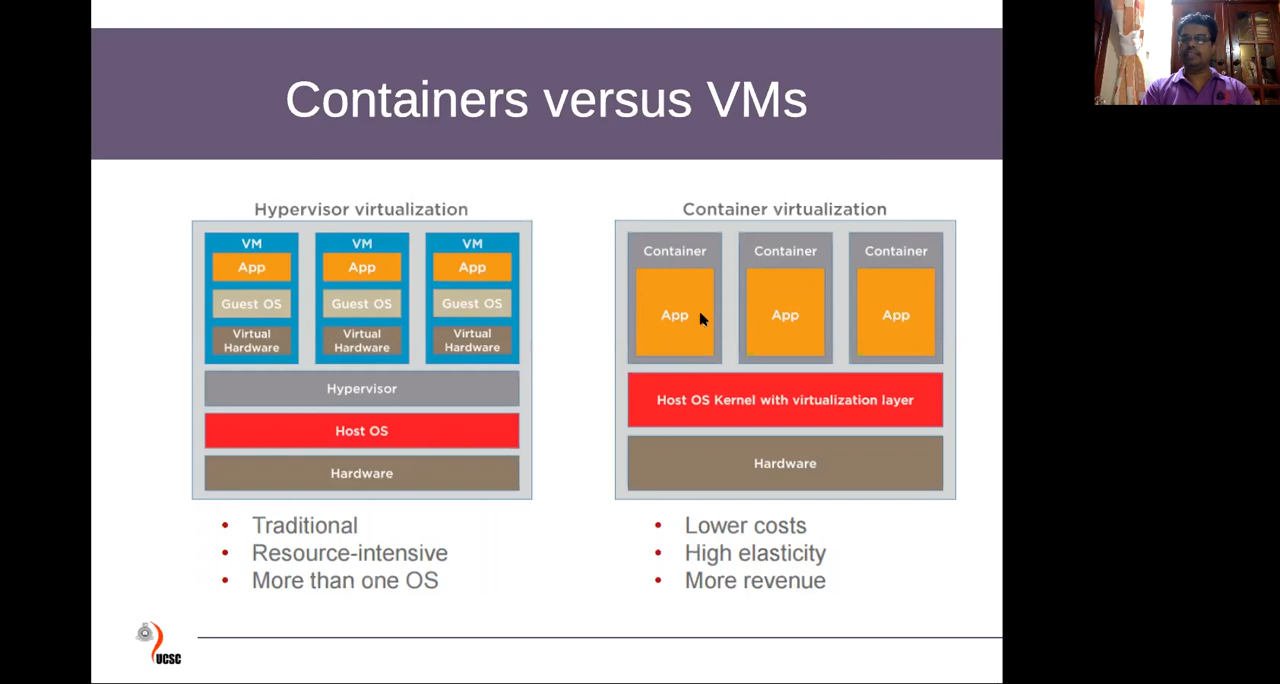 Containers versus VMs
Hypervisor virtualization
VM
App
Guest OS
Virtual
Hardware
VM
App
Guest OS
Virtual
Hardware
VM
App
Guest OS
Virtual
Hardware
Hypervisor
Host OS
Hardware
• Traditional
• Resource-intensive
• More than one OS
Container virtualization
Container
App
Container
App
Container
App
Host OS Kernel with virtualization layer
Hardware
• Lower costs
• High elasticity
• More revenue
UCSC